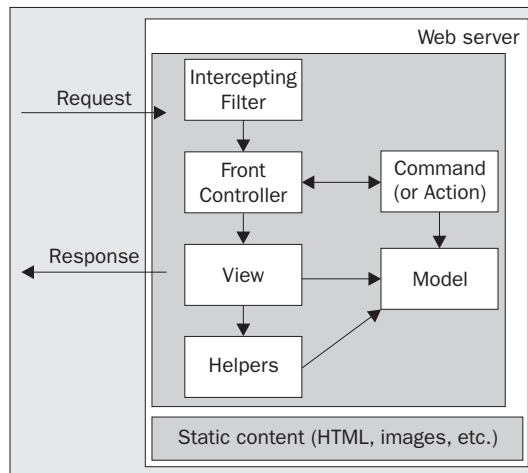 Web server
Intercepting
Filter
Request
Front
Controller
Command
(or Action)
Response
View
Model
Helpers
Static content (HTML, images, etc.)